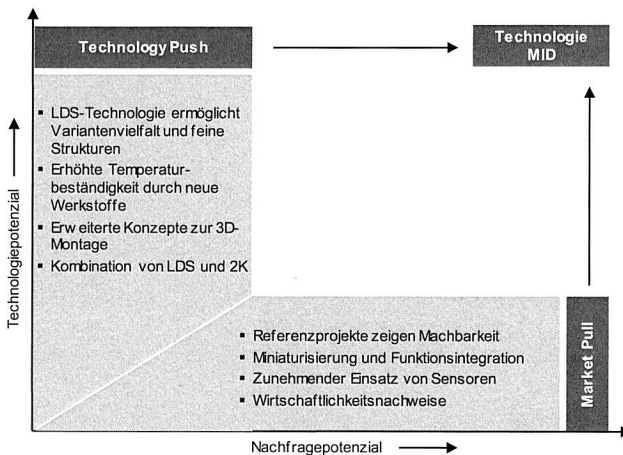 Technology Push
Technologie
MID
▪ LDS-Technologie ermöglicht
Variantenvielfalt und feine
Strukturen
▪ Erhöhte Temperatur-
beständigkeit durch neue
Werkstoffe
▪ Erweiterte Konzepte zur 3D-
Montage
▪ Kombination von LDS und 2K
Technologiepotenzial
▪ Referenzprojekte zeigen Machbarkeit
▪ Miniaturisierung und Funktionsintegration
▪ Zunehmender Einsatz von Sensoren
▪ Wirtschaftlichkeitsnachweise
Market Pull
Nachfragepotenzial